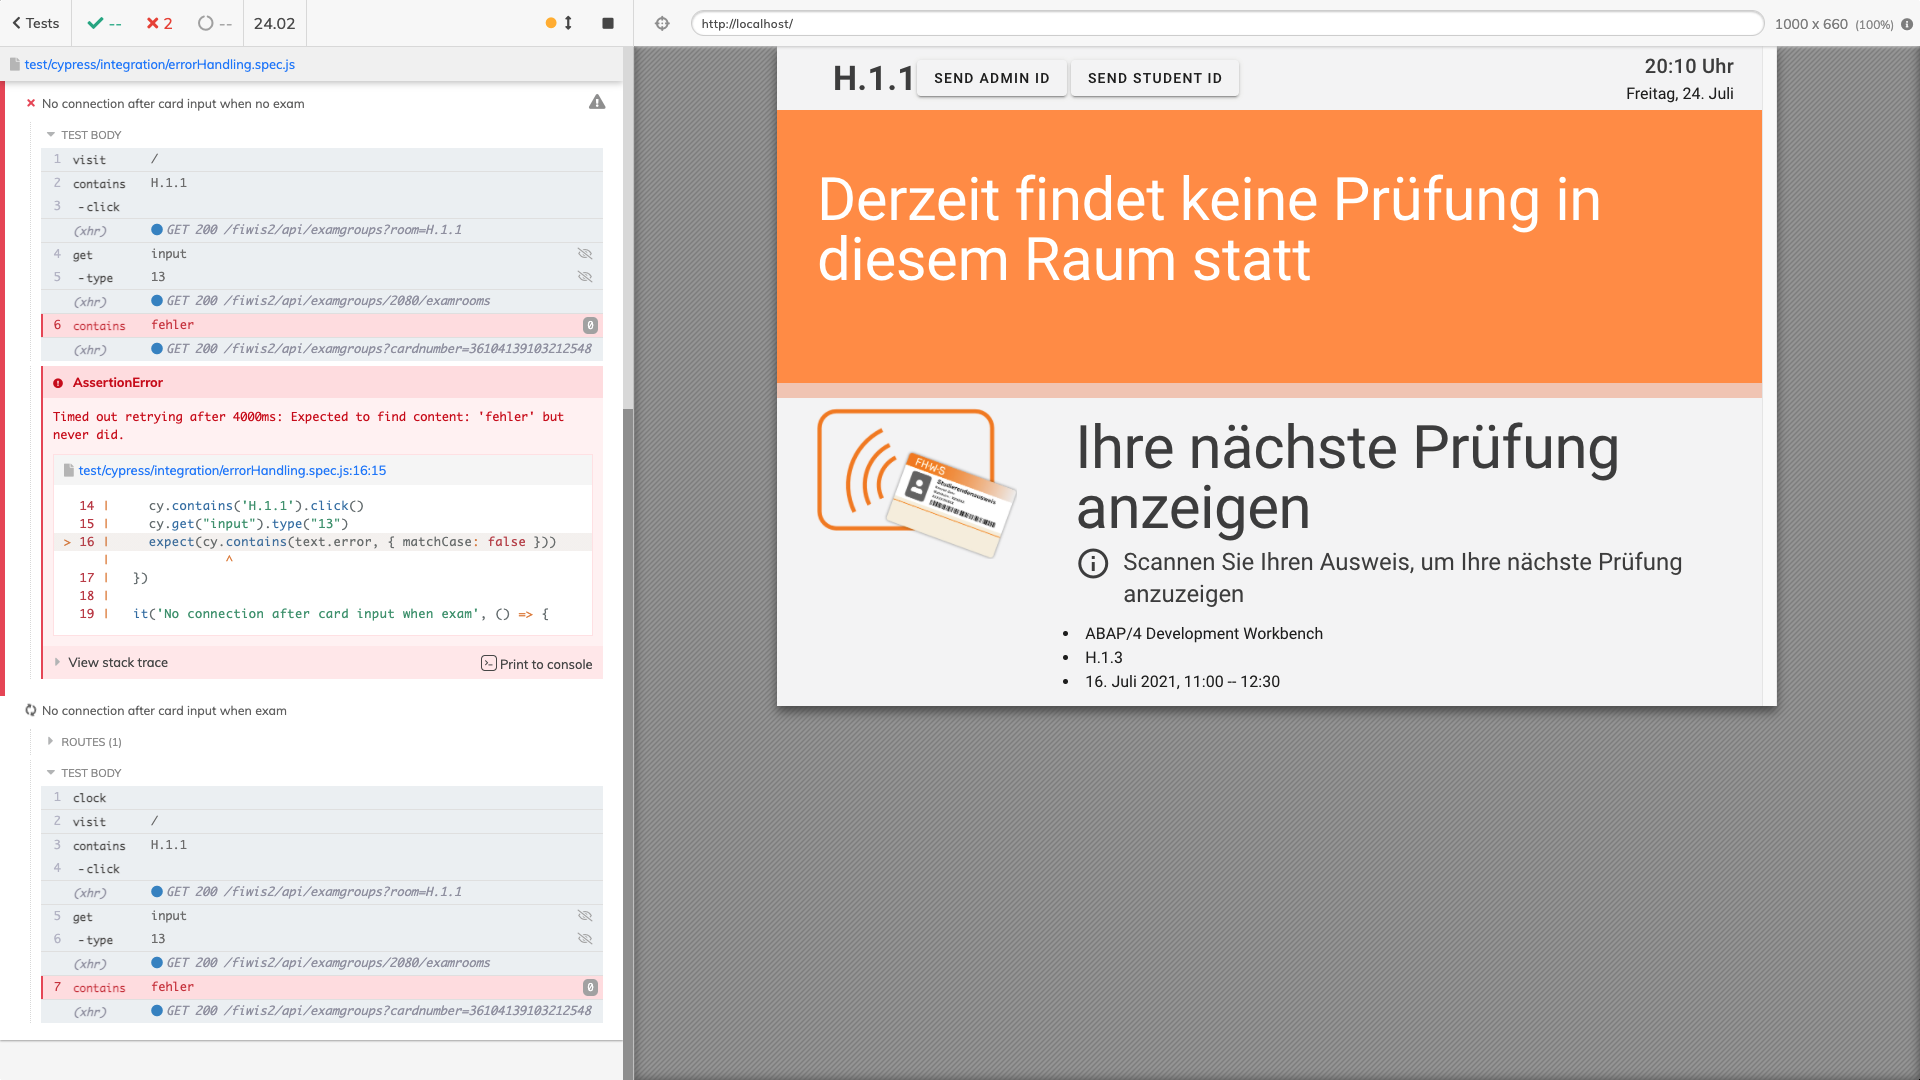 Tests
--
2
--
24.02
test/cypress/integration/errorHandling.spec.js
No connection after card input when no exam
TEST BODY
1 visit /
2 contains H.1.1
3 -click
(xhr) GET 200 /fiwis2/api/examgroups?room=H.1.1
4 get input
5 -type 13
(xhr) GET 200 /fiwis2/api/examgroups/2080/examrooms
6 contains fehler 0
(xhr) GET 200 /fiwis2/api/examgroups?cardnumber=36104139103212548
AssertionError
Timed out retrying after 4000ms: Expected to find content: 'fehler' but
never did.
test/cypress/integration/errorHandling.spec.js:16:15
14 | cy.contains('H.1.1').click()
15 | cy.get("input").type("13")
> 16 | expect(cy.contains(text.error, { matchCase: false }))
| ^
17 | })
18 |
19 | it('No connection after card input when exam', () => {
View stack trace
Print to console
No connection after card input when exam
ROUTES (1)
TEST BODY
1 clock
2 visit /
3 contains H.1.1
4 -click
(xhr) GET 200 /fiwis2/api/examgroups?room=H.1.1
5 get input
6 -type 13
(xhr) GET 200 /fiwis2/api/examgroups/2080/examrooms
7 contains fehler 0
(xhr) GET 200 /fiwis2/api/examgroups?cardnumber=36104139103212548
http://localhost/
1000 x 660 (100%)
H.1.1
SEND ADMIN ID
SEND STUDENT ID
20:10 Uhr
Freitag, 24. Juli
Derzeit findet keine Prüfung in
diesem Raum statt
FH-W-S
Studierendenausweis
Ihre nächste Prüfung
anzeigen
Scannen Sie Ihren Ausweis, um Ihre nächste Prüfung
anzuzeigen
• ABAP/4 Development Workbench
• H.1.3
• 16. Juli 2021, 11:00 -- 12:30